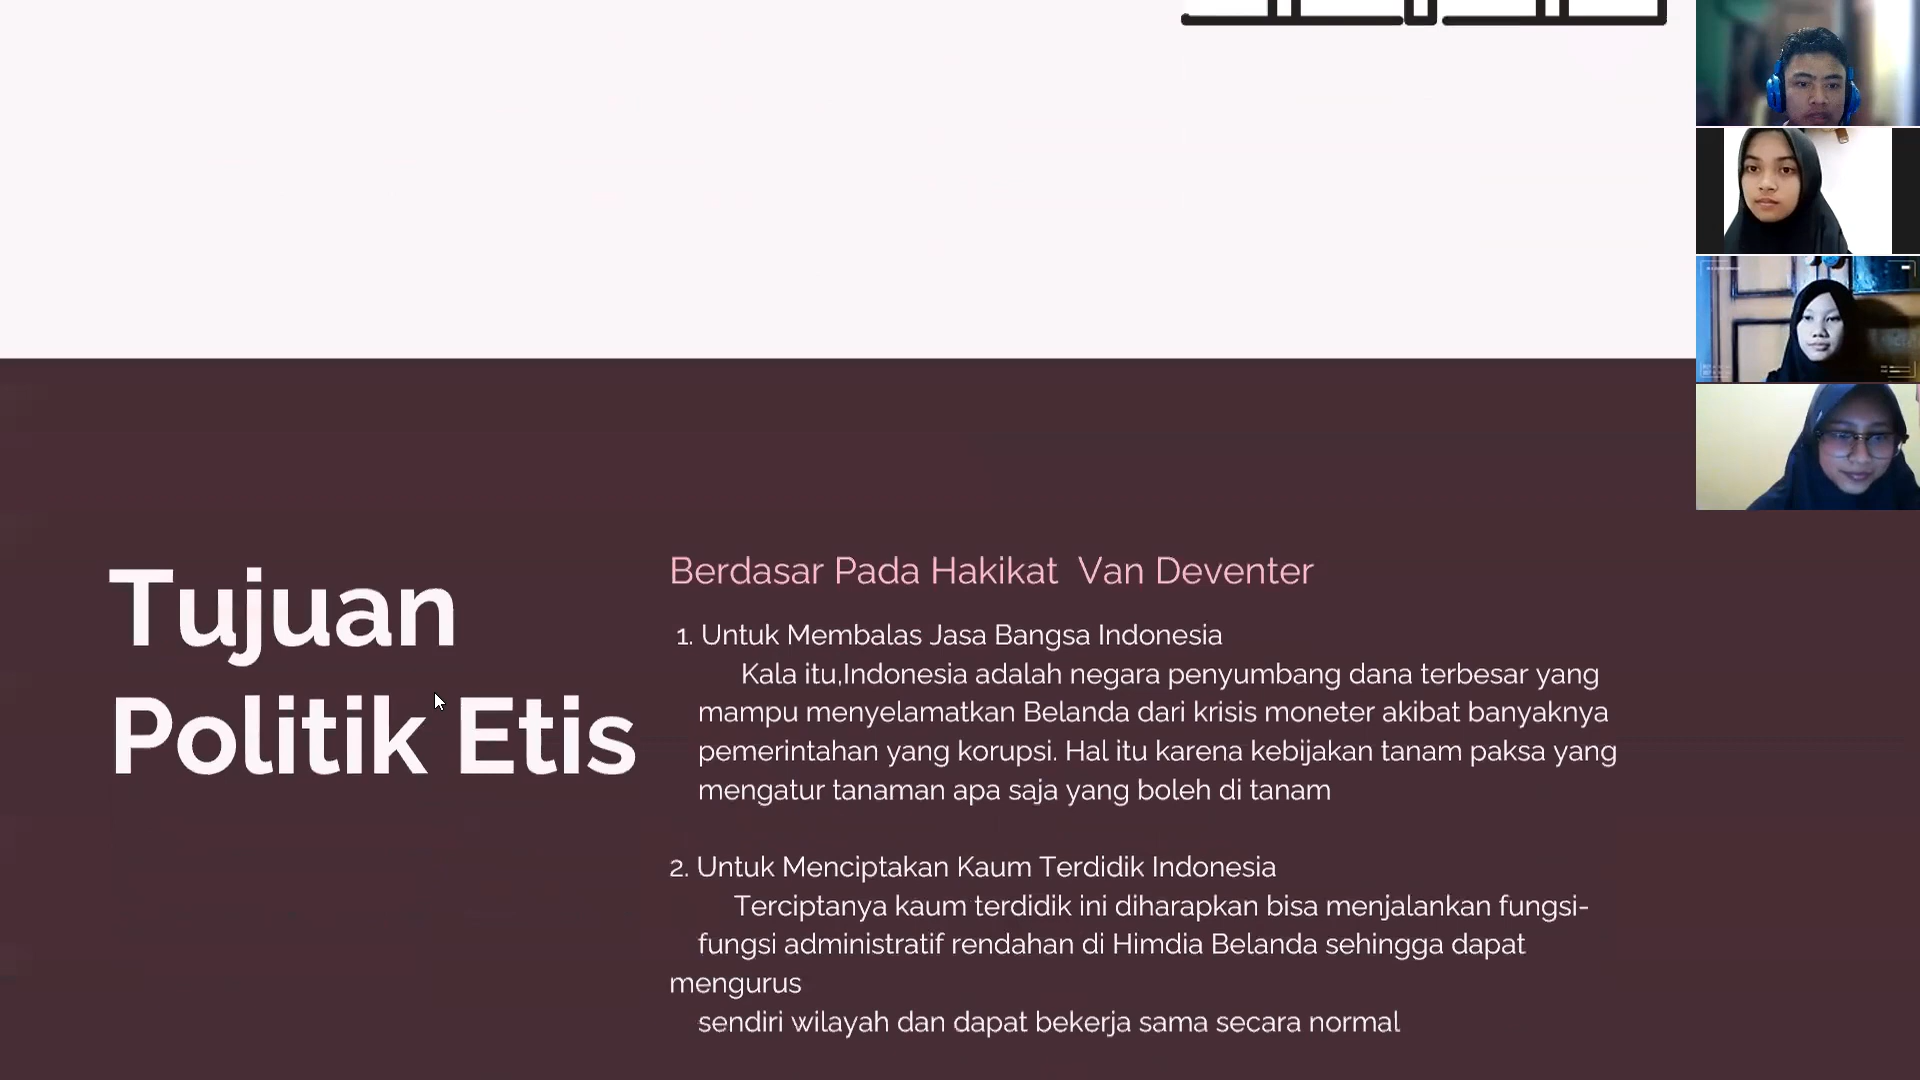 Tujuan
Politik Etis
Berdasar Pada Hakikat Van Deventer
1. Untuk Membalas Jasa Bangsa Indonesia
Kala itu,Indonesia adalah negara penyumbang dana terbesar yang
mampu menyelamatkan Belanda dari krisis moneter akibat banyaknya
pemerintahan yang korupsi. Hal itu karena kebijakan tanam paksa yang
mengatur tanaman apa saja yang boleh di tanam
2. Untuk Menciptakan Kaum Terdidik Indonesia
Terciptanya kaum terdidik ini diharapkan bisa menjalankan fungsi-
fungsi administratif rendahan di Himdia Belanda sehingga dapat
mengurus
sendiri wilayah dan dapat bekerja sama secara normal